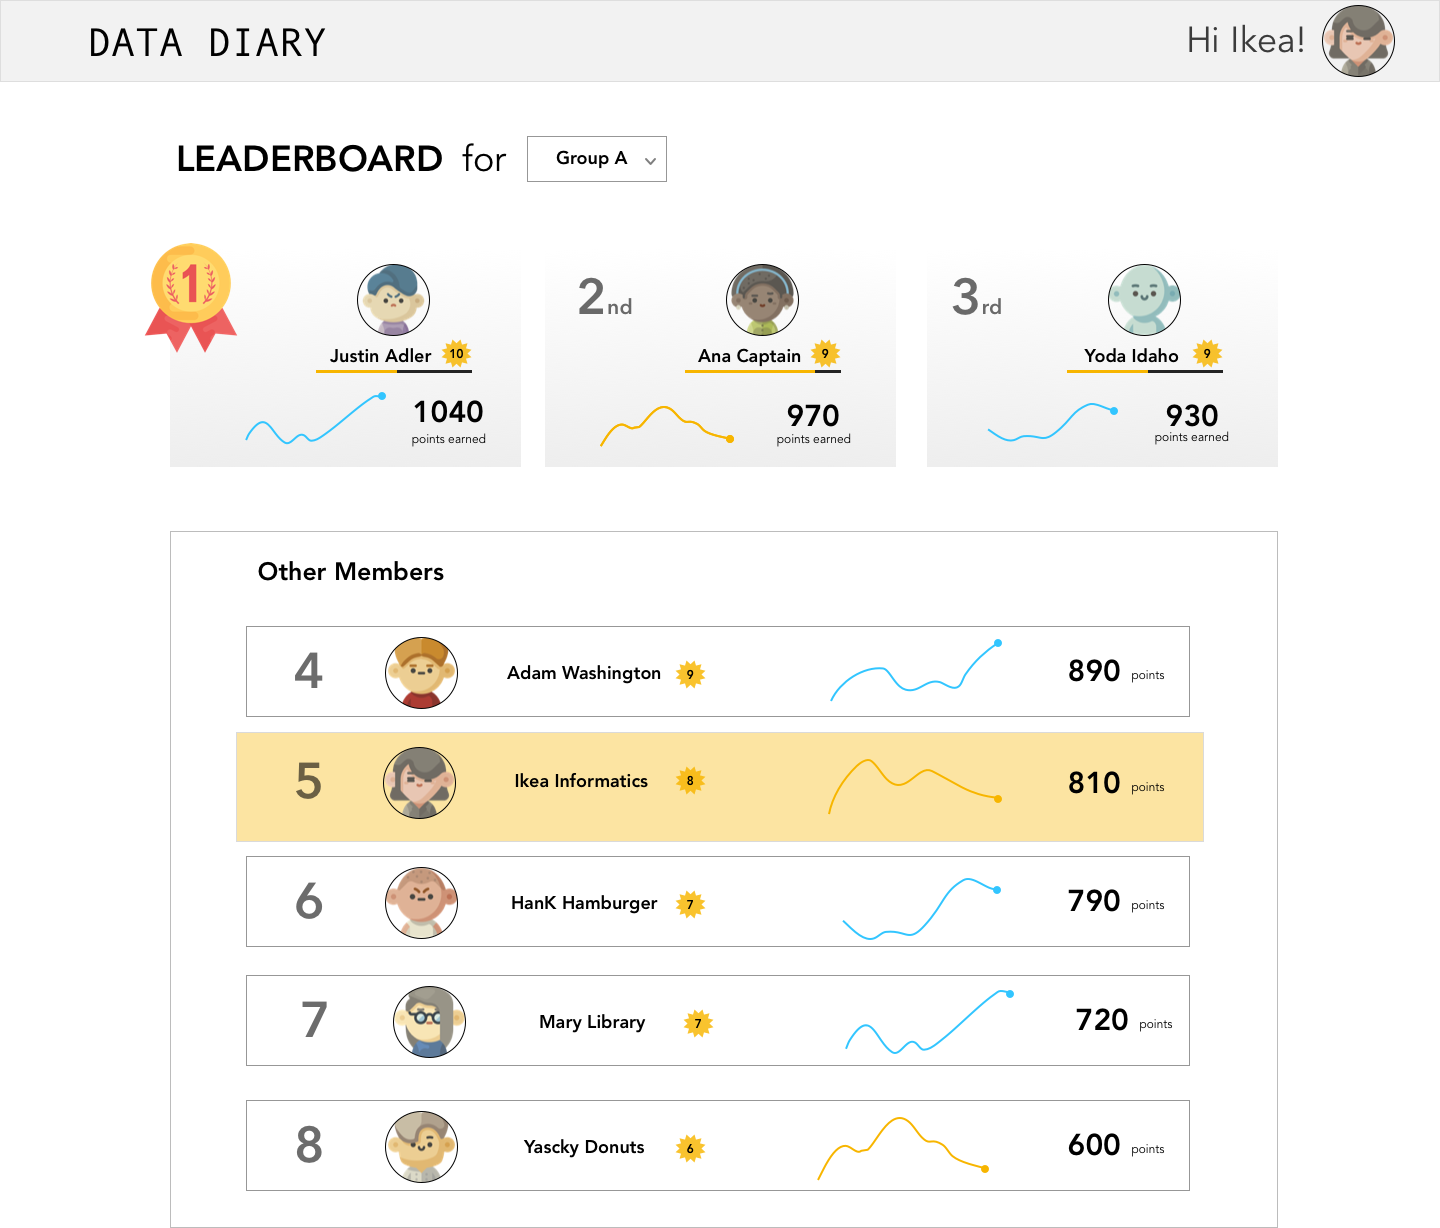 DATA DIARY
Hi Ikea!
LEADERBOARD for Group A
1
Justin Adler 10
1040
points earned
2nd
Ana Captain 9
970
points earned
3rd
Yoda Idaho 9
930
points earned
Other Members
4 Adam Washington 9 890 points
5 Ikea Informatics 8 810 points
6 HanK Hamburger 7 790 points
7 Mary Library 7 720 points
8 Yascky Donuts 6 600 points